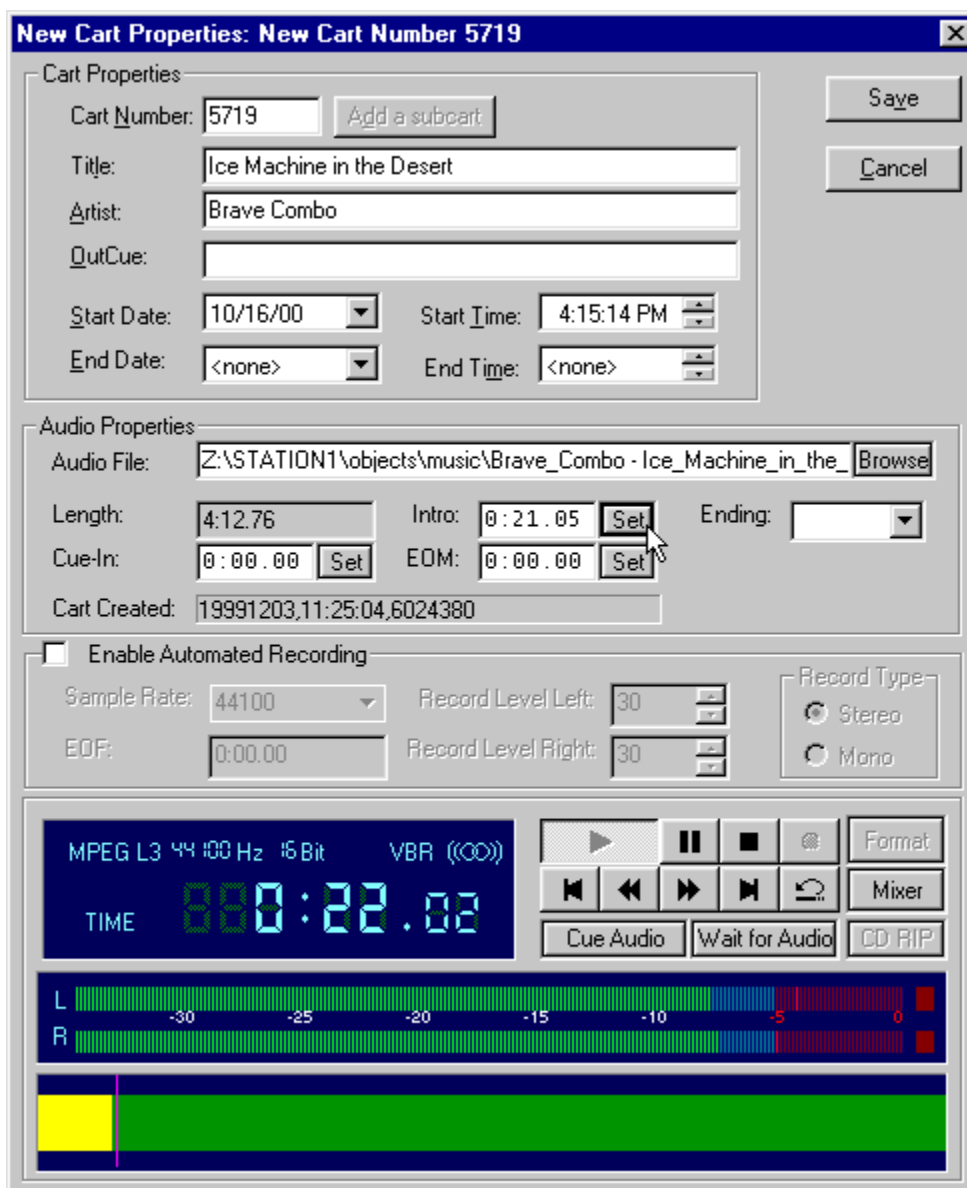 New Cart Properties: New Cart Number 5719
Cart Properties
Cart Number: 5719 Add a subcart
Save
Title: Ice Machine in the Desert
Cancel
Artist: Brave Combo
OutCue:
Start Date: 10/16/00 Start Time: 4:15:14 PM
End Date: <none> End Time: <none>
Audio Properties
Audio File: Z:\STATION1\objects\music\Brave_Combo - Ice_Machine_in_the_ Browse
Length: 4:12.76 Intro: 0:21.05 Set Ending:
Cue-In: 0:00.00 Set EOM: 0:00.00 Set
Cart Created: 19991203,11:25:04,6024380
Enable Automated Recording
Sample Rate: 44100 Record Level Left: 30 Record Type
Stereo
EOF: 0:00.00 Record Level Right: 30
Mono
MPEG L3 44100 Hz 16 Bit VBR Format
TIME 0:22.02 Mixer
Cue Audio Wait for Audio CD RIP
L
-30 -25 -20 -15 -10 -5 0
R